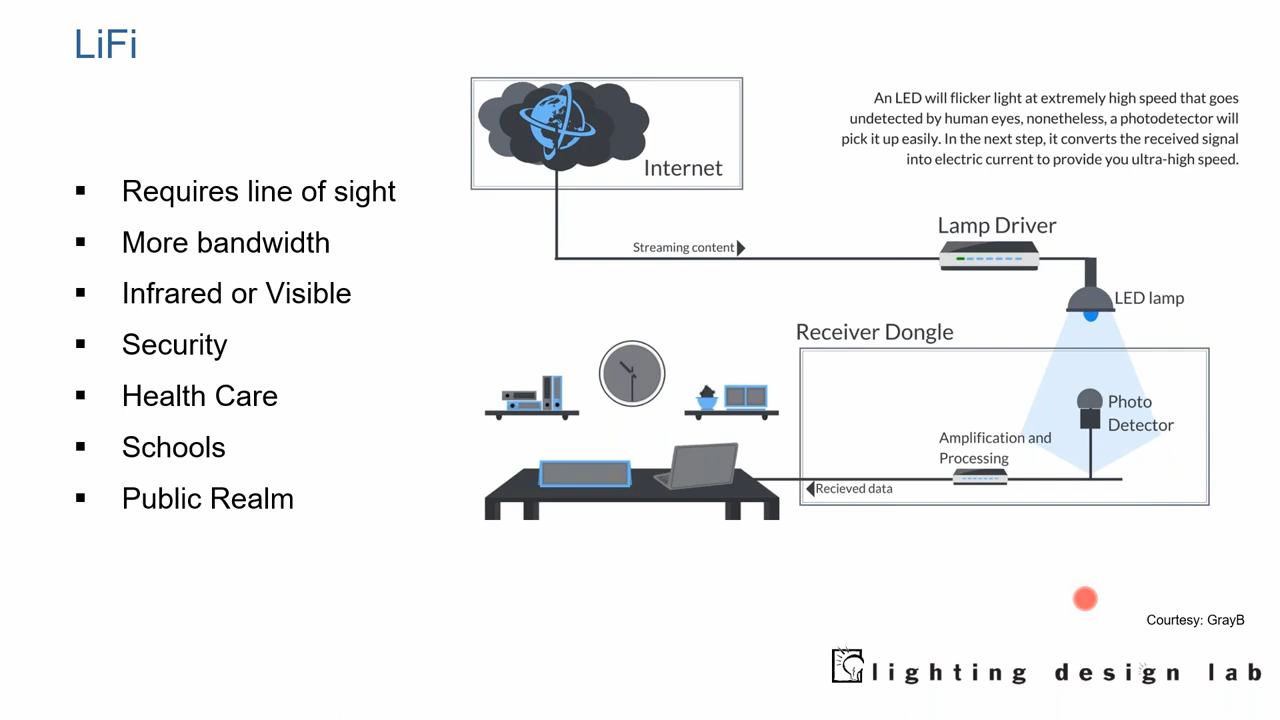 LiFi
Requires line of sight
More bandwidth
Infrared or Visible
Security
Health Care
Schools
Public Realm
An LED will flicker light at extremely high speed that goes
undetected by human eyes, nonetheless, a photodetector will
pick it up easily. In the next step, it converts the received signal
into electric current to provide you ultra-high speed.
Internet
Streaming content
Lamp Driver
LED lamp
Receiver Dongle
Photo
Detector
Amplification and
Processing
Recieved data
Courtesy: GrayB
lighting design lab